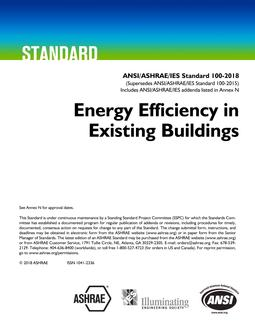 STANDARD
ANSI/ASHRAE/IES Standard 100-2018
(Supersedes ANSI/ASHRAE/IES Standard 100-2015)
Includes ANSI/ASHRAE/IES addenda listed in Annex N
Energy Efficiency in
Existing Buildings
See Annex N for approval dates.
This Standard is under continuous maintenance by a Standing Standard Project Committee (SSPC) for which the Standards Com-
mittee has established a documented program for regular publication of addenda or revisions, including procedures for timely,
documented, consensus action on requests for change to any part of the Standard. The change submittal form, instructions, and
deadlines may be obtained in electronic form from the ASHRAE website (www.ashrae.org) or in paper form from the Senior
Manager of Standards. The latest edition of an ASHRAE Standard may be purchased from the ASHRAE website (www.ashrae.org)
or from ASHRAE Customer Service, 1791 Tullie Circle, NE, Atlanta, GA 30329-2305. E-mail: orders@ashrae.org. Fax: 678-539-
2129. Telephone: 404-636-8400 (worldwide), or toll free 1-800-527-4723 (for orders in US and Canada). For reprint permission,
go to www.ashrae.org/permissions.
© 2018 ASHRAE ISSN 1041-2336
ASHRAE
Illuminating
ENGINEERING SOCIETY
ANSI